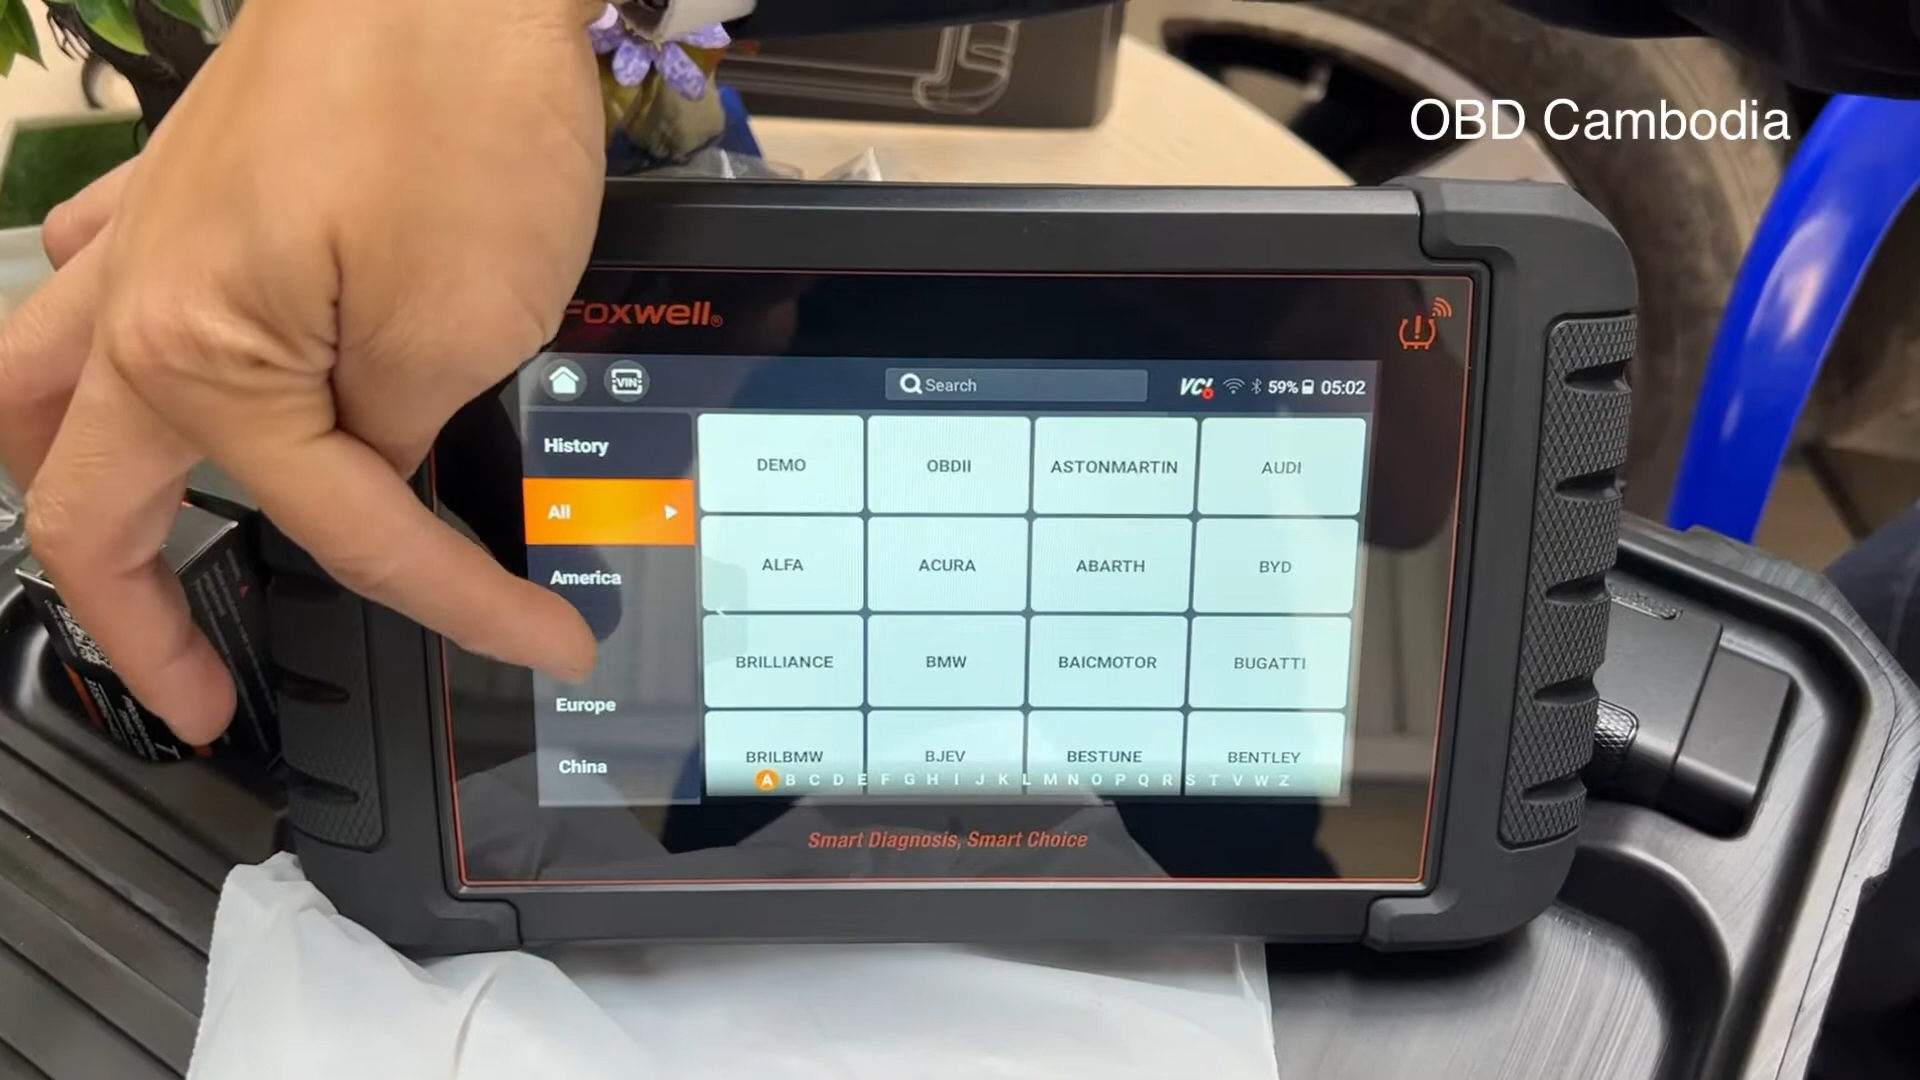 OBD Cambodia
Foxwell®
VIN
Search
VCI
59%
05:02
History
All
America
Europe
China
DEMO
OBDII
ASTONMARTIN
AUDI
ALFA
ACURA
ABARTH
BYD
BRILLIANCE
BMW
BAICMOTOR
BUGATTI
BRILBMW
BJEV
BESTUNE
BENTLEY
A B C D E F G H I J K L M N O P Q R S T V W Z
Smart Diagnosis, Smart Choice